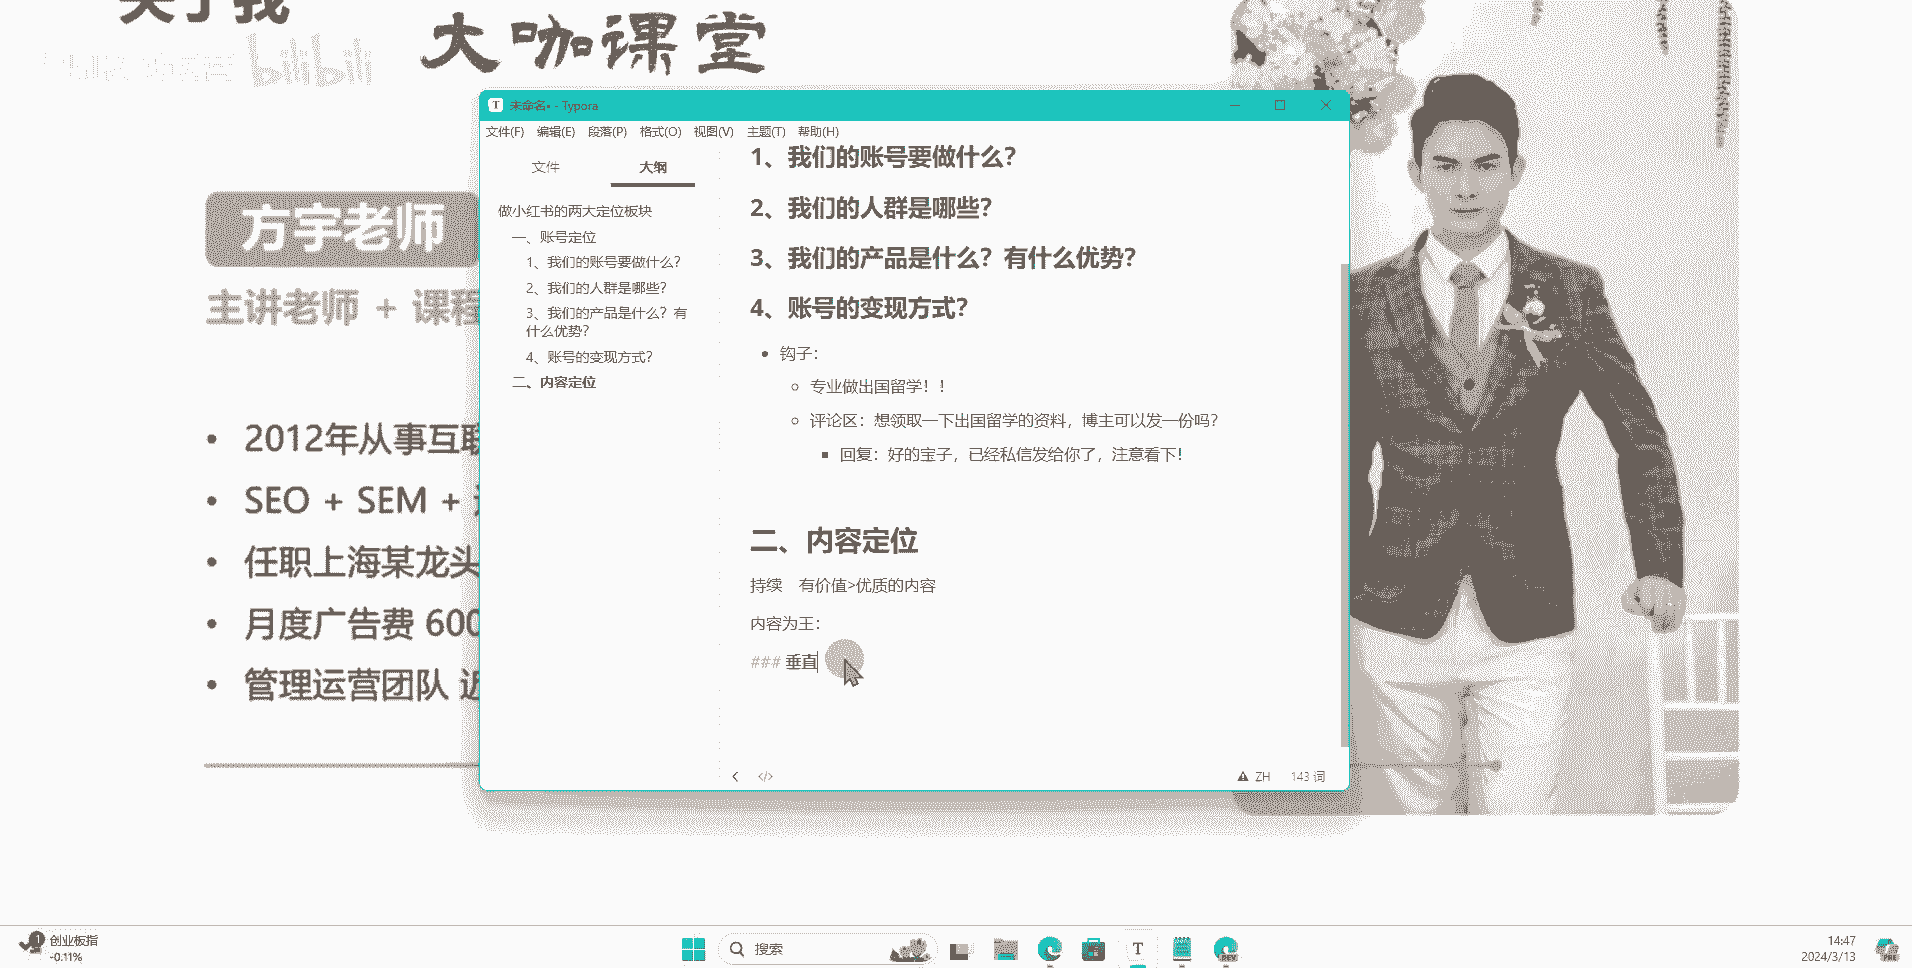 关于我
bilibili
大咖课堂
方宇老师
主讲老师 + 课程
2012年从事互联
SEO + SEM +
任职上海某龙头
月度广告费 600
管理运营团队 近
未命名• - Typora
文件(F) 编辑(E) 段落(P) 格式(O) 视图(V) 主题(T) 帮助(H)
文件 大纲
做小红书的两大定位板块
一、账号定位
1、我们的账号要做什么？
2、我们的人群是哪些？
3、我们的产品是什么？有
什么优势？
4、账号的变现方式？
二、内容定位
1、我们的账号要做什么？
2、我们的人群是哪些？
3、我们的产品是什么？有什么优势？
4、账号的变现方式？
钩子：
专业做出国留学！！
评论区：想领取一下出国留学的资料，博主可以发一份吗？
回复：好的宝子，已经私信发给你了，注意看下！
二、内容定位
持续 有价值>优质的内容
内容为王：
### 垂直
</> ZH 143 词
1 创业板指
-0.11%
搜索
T
DEV
14:47
2024/3/13
PRE